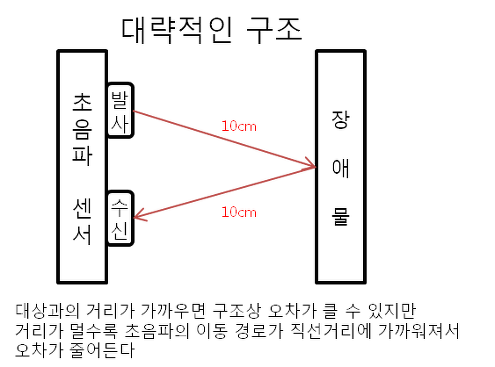 대략적인 구조
초음파 센서
발사
수신
10cm
10cm
장애물
대상과의 거리가 가까우면 구조상 오차가 클 수 있지만
거리가 멀수록 초음파의 이동 경로가 직선거리에 가까워져서
오차가 줄어든다